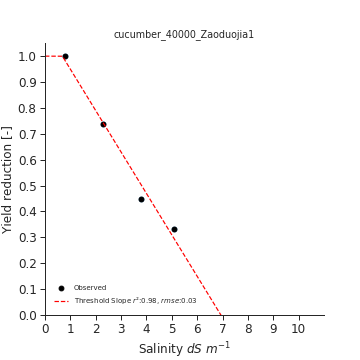 cucumber_40000_Zaoduojia1
Yield reduction [-]
1.0
0.9
0.8
0.7
0.6
0.5
0.4
0.3
0.2
0.1
0.0
Observed
Threshold Slope r²:0.98, rmse:0.03
0 1 2 3 4 5 6 7 8 9 10
Salinity dS m⁻¹